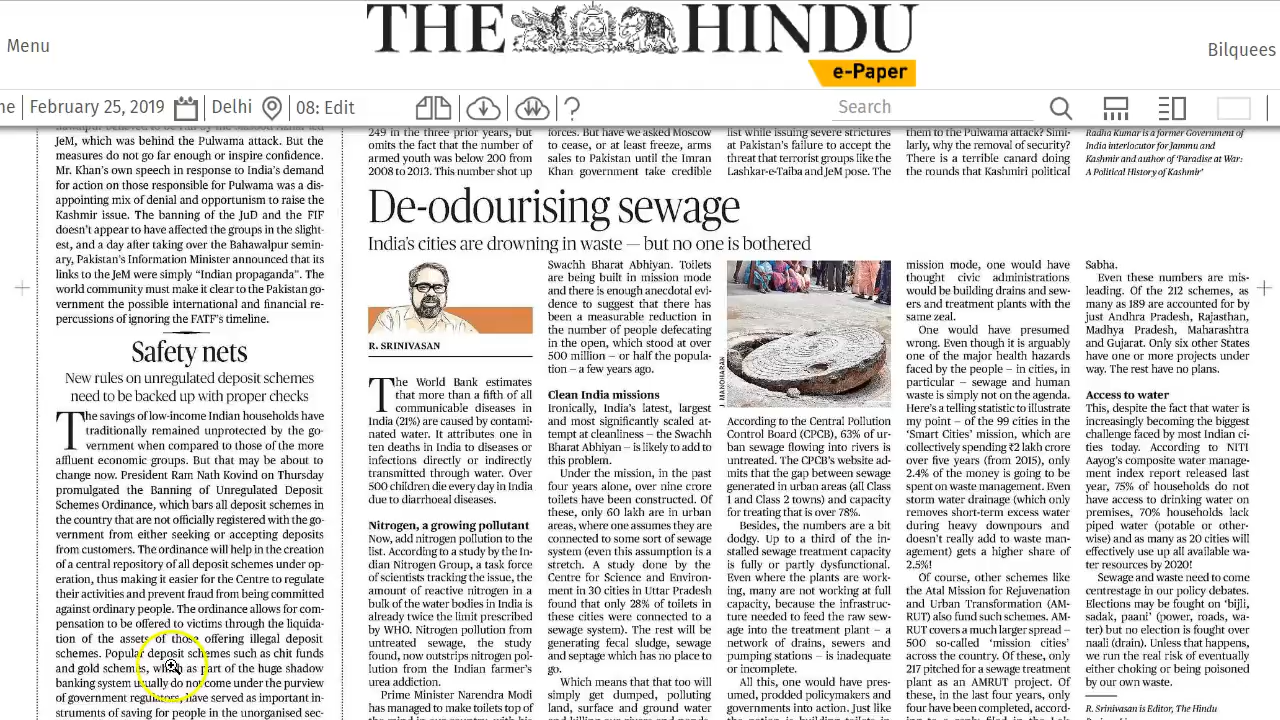 THE HINDU
e-Paper
Menu
Bilquees
ne
February 25, 2019
Delhi
08: Edit
?
Search
JeM, which was behind the Pulwama attack. But the
measures do not go far enough or inspire confidence.
Mr. Khan's own speech in response to India's demand
for action on those responsible for Pulwama was a dis-
appointing mix of denial and opportunism to raise the
Kashmir issue. The banning of the JuD and the FIF
doesn't appear to have affected the groups in the slight-
est, and a day after taking over the Bahawalpur semin-
ary, Pakistan's Information Minister announced that its
links to the JeM were simply "Indian propaganda". The
world community must make it clear to the Pakistan go-
vernment the possible international and financial re-
percussions of ignoring the FATF's timeline.
Safety nets
New rules on unregulated deposit schemes
need to be backed up with proper checks
The savings of low-income Indian households have
traditionally remained unprotected by the go-
vernment when compared to those of the more
affluent economic groups. But that may be about to
change now. President Ram Nath Kovind on Thursday
promulgated the Banning of Unregulated Deposit
Schemes Ordinance, which bars all deposit schemes in
the country that are not officially registered with the go-
vernment from either seeking or accepting deposits
from customers. The ordinance will help in the creation
of a central repository of all deposit schemes under op-
eration, thus making it easier for the Centre to regulate
their activities and prevent fraud from being committed
against ordinary people. The ordinance allows for com-
pensation to be offered to victims through the liquida-
tion of the assets of those offering illegal deposit
schemes. Popular deposit schemes such as chit funds
and gold schemes, which as part of the huge shadow
banking system usually do not come under the purview
of government regulators, have served as important in-
struments of saving for people in the unorganised sec-
249 in the three prior years, but
omits the fact that the number of
armed youth was below 200 from
2008 to 2013. This number shot up
forces. But have we asked Moscow
to cease, or at least freeze, arms
sales to Pakistan until the Imran
Khan government take credible
list while issuing severe strictures
at Pakistan's failure to accept the
threat that terrorist groups like the
Lashkar-e-Taiba and JeM pose. The
them to the Pulwama attack? Simi-
larly, why the removal of security?
There is a terrible canard doing
the rounds that Kashmiri political
Radha Kumar is a former Government of
India interlocutor for Jammu and
Kashmir and author of 'Paradise at War:
A Political History of Kashmir'
De-odourising sewage
India's cities are drowning in waste — but no one is bothered
R. SRINIVASAN
The World Bank estimates
that more than a fifth of all
communicable diseases in
India (21%) are caused by contami-
nated water. It attributes one in
ten deaths in India to diseases or
infections directly or indirectly
transmitted through water. Over
500 children die every day in India
due to diarrhoeal diseases.
Nitrogen, a growing pollutant
Now, add nitrogen pollution to the
list. According to a study by the In-
dian Nitrogen Group, a task force
of scientists tracking the issue, the
amount of reactive nitrogen in a
bulk of the water bodies in India is
already twice the limit prescribed
by WHO. Nitrogen pollution from
untreated sewage, the study
found, now outstrips nitrogen pol-
lution from the Indian farmer's
urea addiction.
Prime Minister Narendra Modi
has managed to make toilets top of
Swachh Bharat Abhiyan. Toilets
are being built in mission mode
and there is enough anecdotal evi-
dence to suggest that there has
been a measurable reduction in
the number of people defecating
in the open, which stood at over
500 million – or half the popula-
tion – a few years ago.
Clean India missions
Ironically, India's latest, largest
and most significantly scaled at-
tempt at cleanliness – the Swachh
Bharat Abhiyan – is likely to add to
this problem.
Under the mission, in the past
four years alone, over nine crore
toilets have been constructed. Of
these, only 60 lakh are in urban
areas, where one assumes they are
connected to some sort of sewage
system (even this assumption is a
stretch. A study done by the
Centre for Science and Environ-
ment in 30 cities in Uttar Pradesh
found that only 28% of toilets in
these cities were connected to a
sewage system). The rest will be
generating faecal sludge, sewage
and septage which has no place to
go.
Which means that that too will
simply get dumped, polluting
land, surface and ground water
J MANOHARAN
According to the Central Pollution
Control Board (CPCB), 63% of ur-
ban sewage flowing into rivers is
untreated. The CPCB's website ad-
mits that the gap between sewage
generated in urban areas (all Class
1 and Class 2 towns) and capacity
for treating that is over 78%.
Besides, the numbers are a bit
dodgy. Up to a third of the in-
stalled sewage treatment capacity
is fully or partly dysfunctional.
Even where the plants are work-
ing, many are not working at full
capacity, because the infrastruc-
ture needed to feed the raw sew-
age into the treatment plant – a
network of drains, sewers and
pumping stations – is inadequate
or incomplete.
All this, one would have pres-
umed, prodded policymakers and
governments into action. Just like
mission mode, one would have
thought civic administrations
would be building drains and sew-
ers and treatment plants with the
same zeal.
One would have presumed
wrong. Even though it is arguably
one of the major health hazards
faced by the people – in cities, in
particular – sewage and human
waste is simply not on the agenda.
Here's a telling statistic to illustrate
my point – of the 99 cities in the
'Smart Cities' mission, which are
collectively spending ₹2 lakh crore
over five years (from 2015), only
2.4% of the money is going to be
spent on waste management. Even
storm water drainage (which only
removes short-term excess water
during heavy downpours and
doesn't really add to waste man-
agement) gets a higher share of
2.5%!
Of course, other schemes like
the Atal Mission for Rejuvenation
and Urban Transformation (AM-
RUT) also fund such schemes. AM-
RUT covers a much larger spread –
500 so-called 'mission cities'
across the country. Of these, only
217 pitched for a sewage treatment
plant as an AMRUT project. Of
these, in the last four years, only
four have been completed, accord-
Sabha.
Even these numbers are mis-
leading. Of the 212 schemes, as
many as 189 are accounted for by
just Andhra Pradesh, Rajasthan,
Madhya Pradesh, Maharashtra
and Gujarat. Only six other States
have one or more projects under
way. The rest have no plans.
Access to water
This, despite the fact that water is
increasingly becoming the biggest
challenge faced by most Indian ci-
ties today. According to NITI
Aayog's composite water manage-
ment index report released last
year, 75% of households do not
have access to drinking water on
premises, 70% households lack
piped water (potable or other-
wise) and as many as 20 cities will
effectively use up all available wa-
ter resources by 2020!
Sewage and waste need to come
centrestage in our policy debates.
Elections may be fought on 'bijli,
sadak, paani' (power, roads, wa-
ter) but no election is fought over
naali (drain). Unless that happens,
we run the real risk of eventually
either choking or being poisoned
by our own waste.
R. Srinivasan is Editor, The Hindu